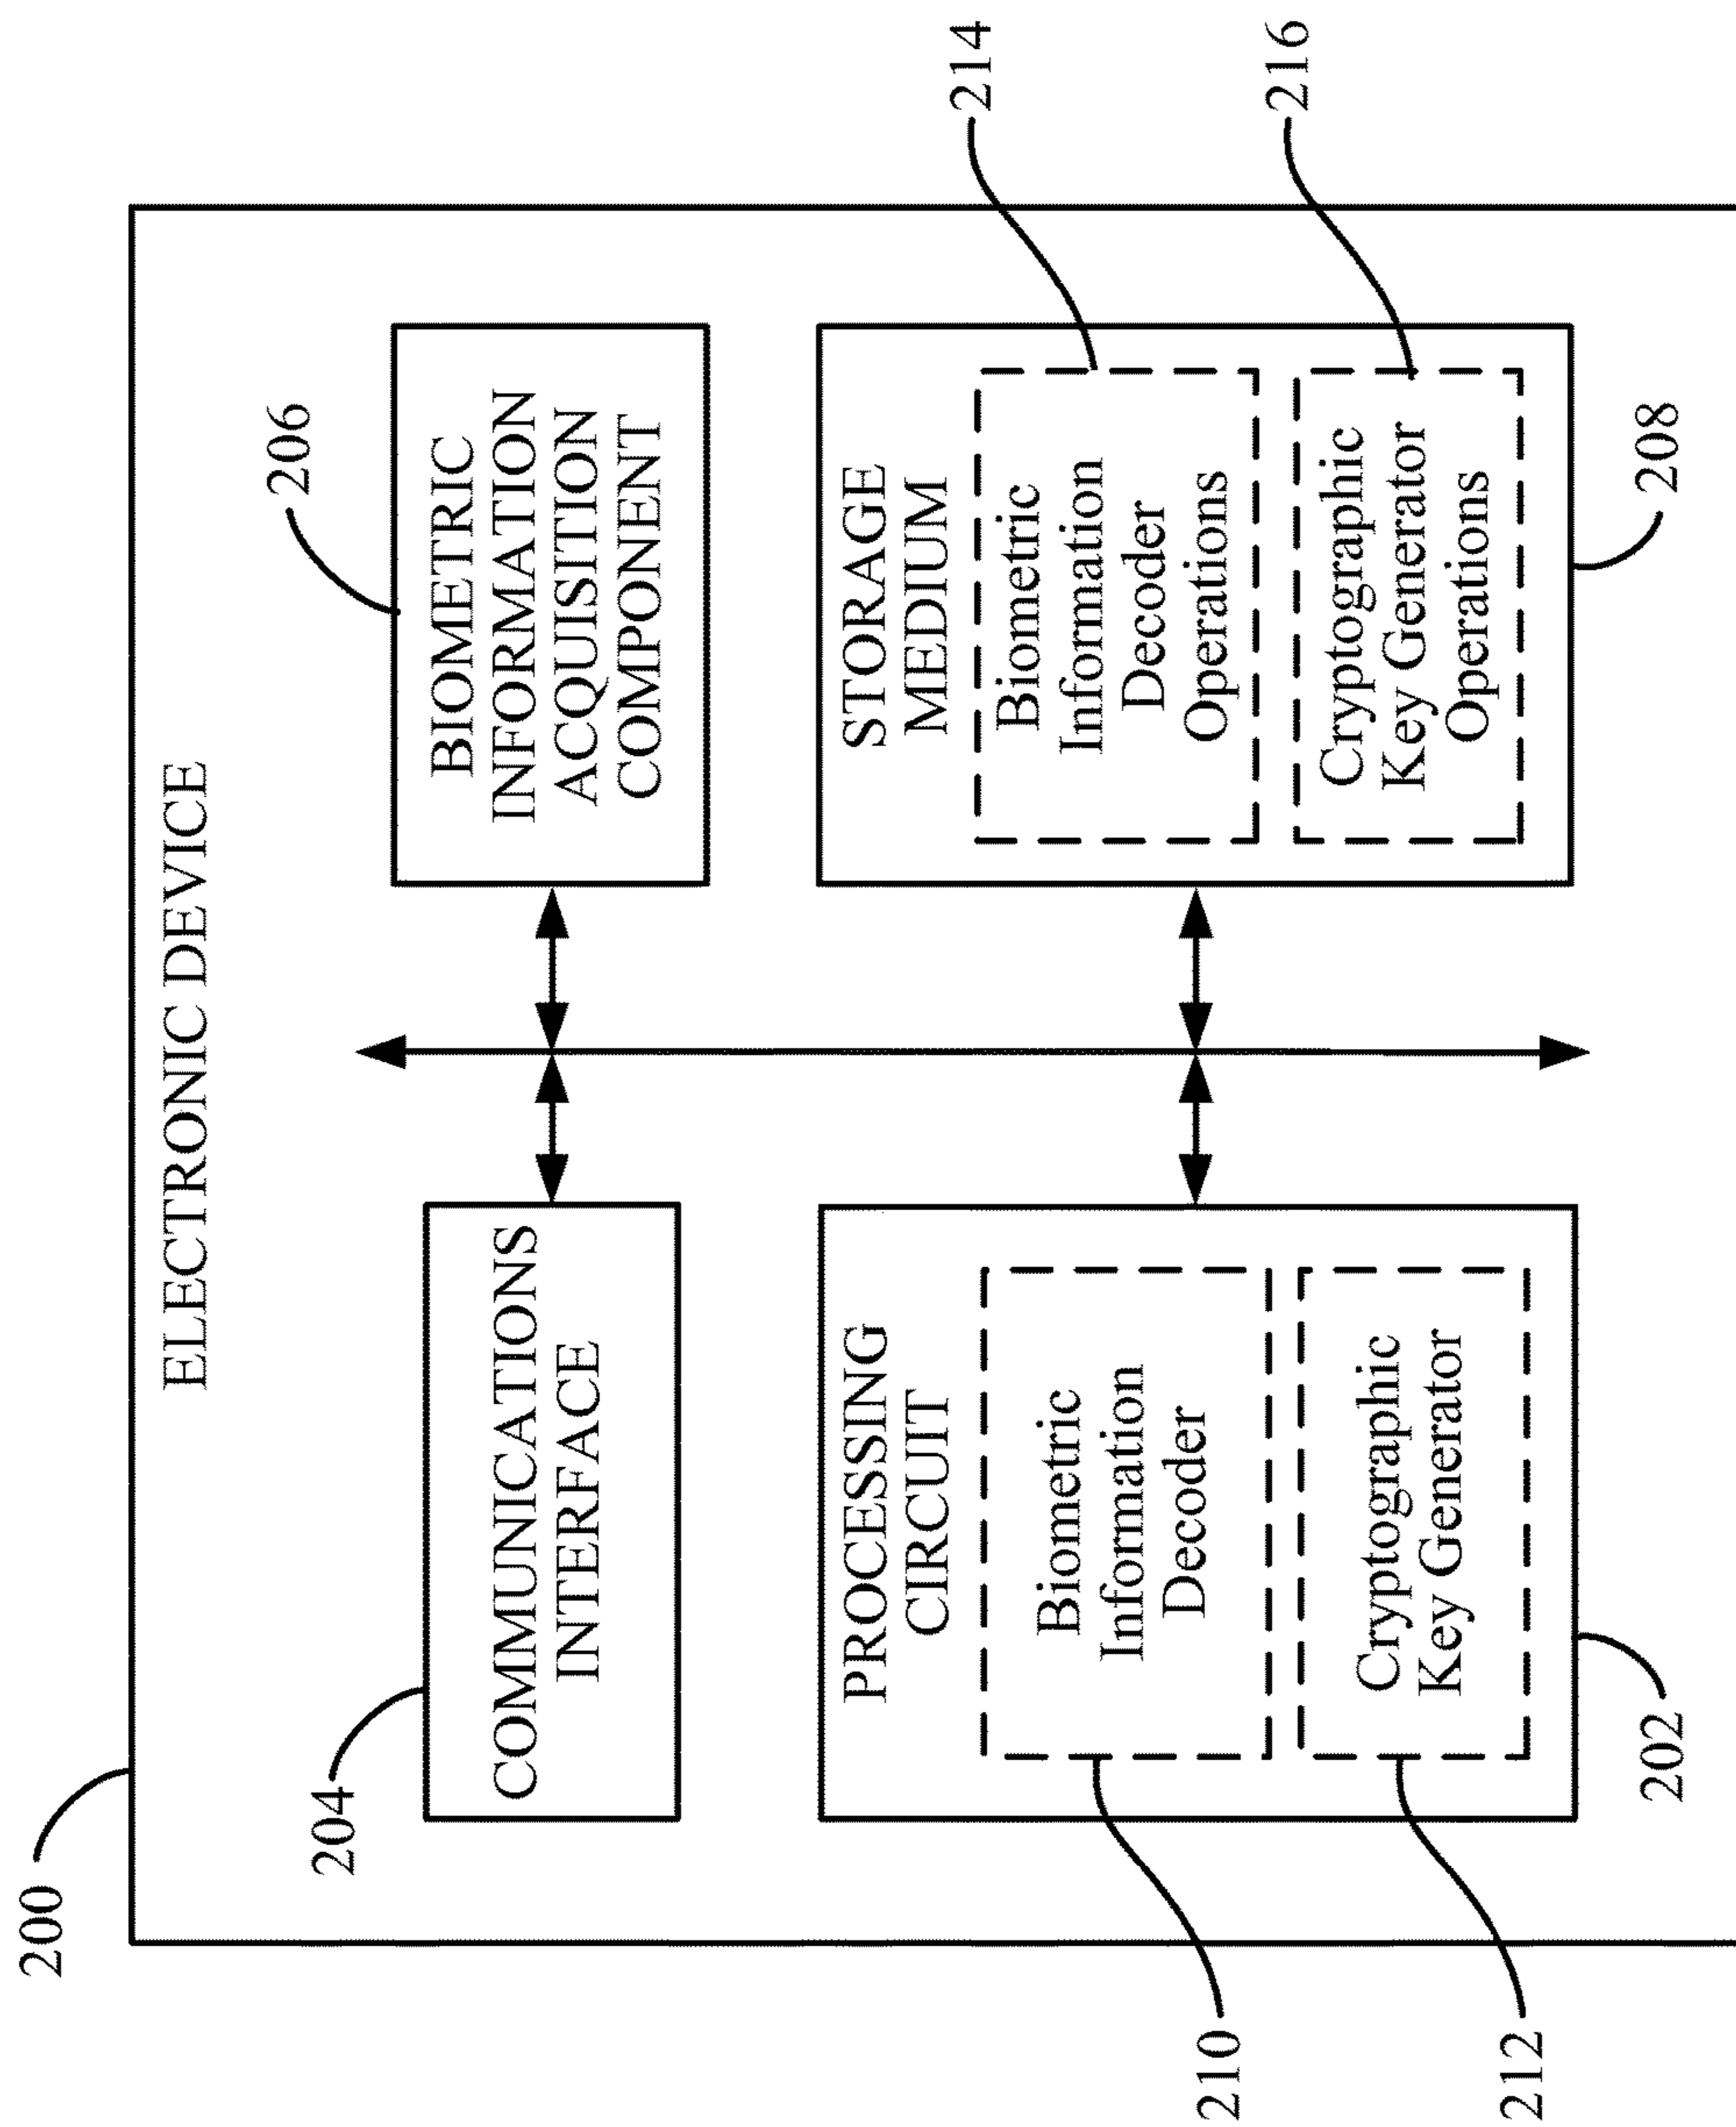 200
ELECTRONIC DEVICE
204
COMMUNICATIONS
INTERFACE
206
BIOMETRIC
INFORMATION
ACQUISITION
COMPONENT
PROCESSING
CIRCUIT
210
Biometric
Information
Decoder
212
Cryptographic
Key Generator
202
STORAGE
MEDIUM
214
Biometric
Information
Decoder
Operations
216
Cryptographic
Key Generator
Operations
208